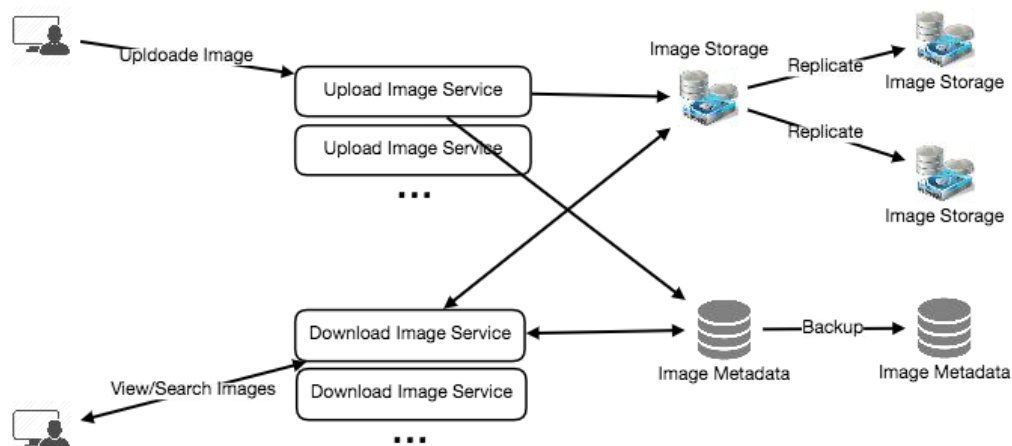 Upldoade Image
Upload Image Service
Upload Image Service
...
Image Storage
Replicate
Image Storage
Replicate
Image Storage
Download Image Service
Download Image Service
...
View/Search Images
Image Metadata
Backup
Image Metadata